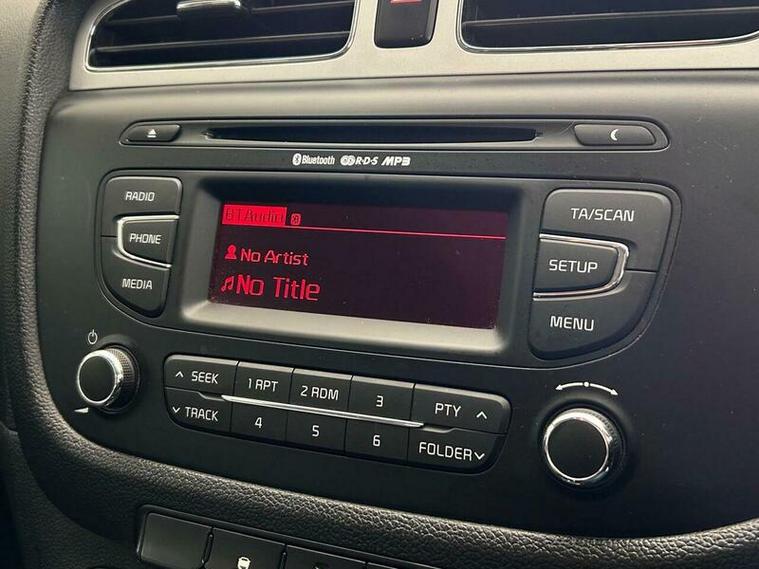 Bluetooth R·D·S MP3
RADIO
PHONE
MEDIA
BT Audio
No Artist
No Title
TA/SCAN
SETUP
MENU
SEEK 1 RPT 2 RDM 3 PTY
TRACK 4 5 6 FOLDER